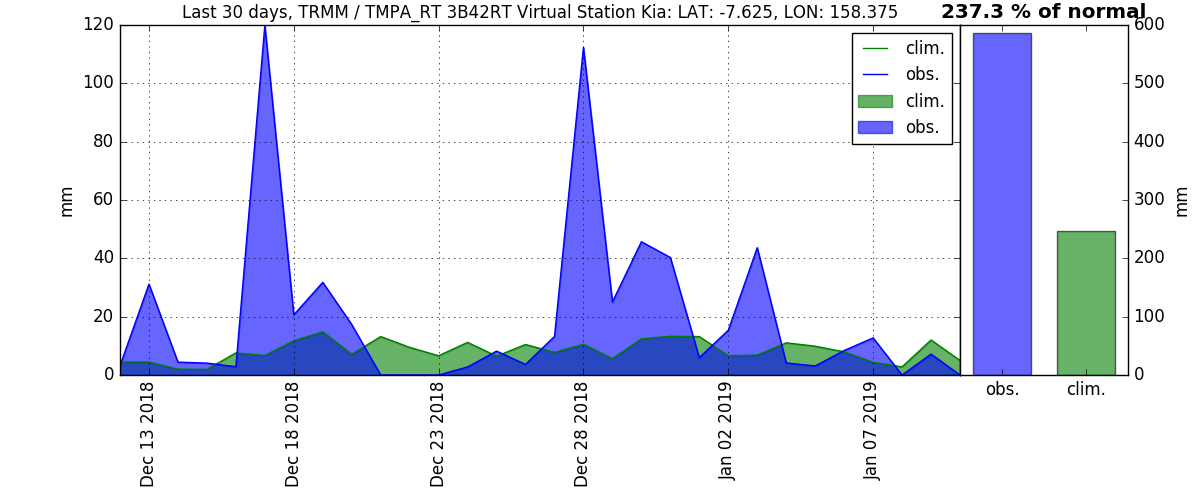 Last 30 days, TRMM / TMPA_RT 3B42RT Virtual Station Kia: LAT: -7.625, LON: 158.375
237.3 % of normal
120
100
80
60
40
20
0
mm
clim.
obs.
clim.
obs.
600
500
400
300
200
100
0
mm
Dec 13 2018
Dec 18 2018
Dec 23 2018
Dec 28 2018
Jan 02 2019
Jan 07 2019
obs.
clim.